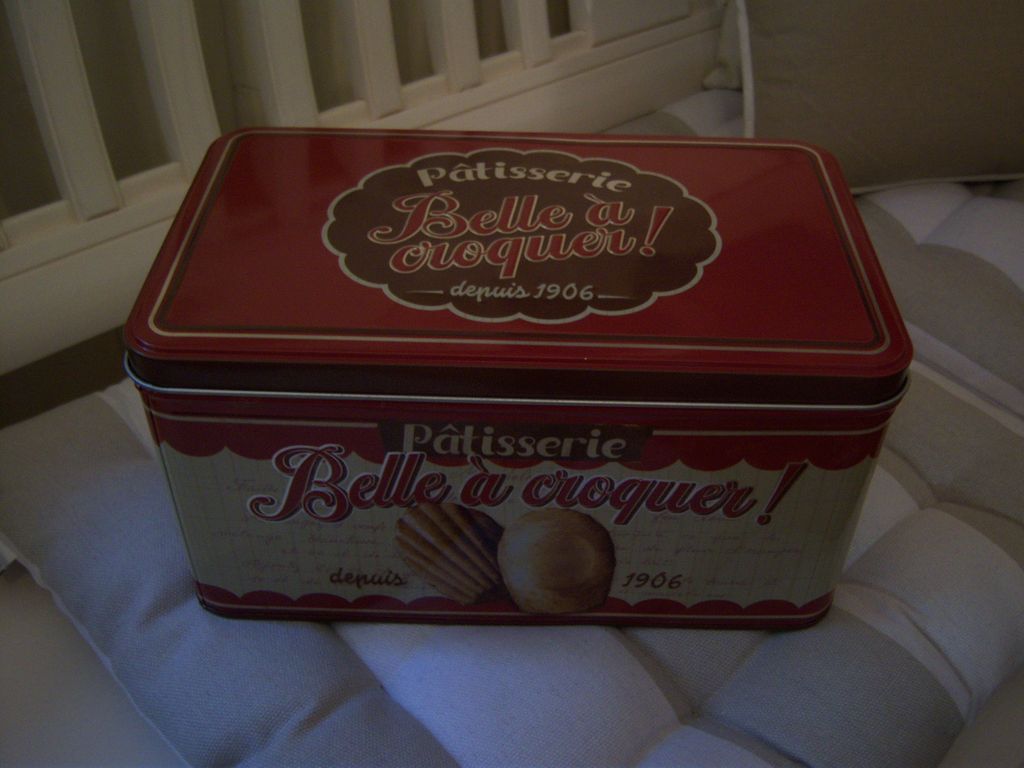 Pâtisserie
Belle à
croquer!
depuis 1906
Pâtisserie
Belle à croquer!
depuis 1906